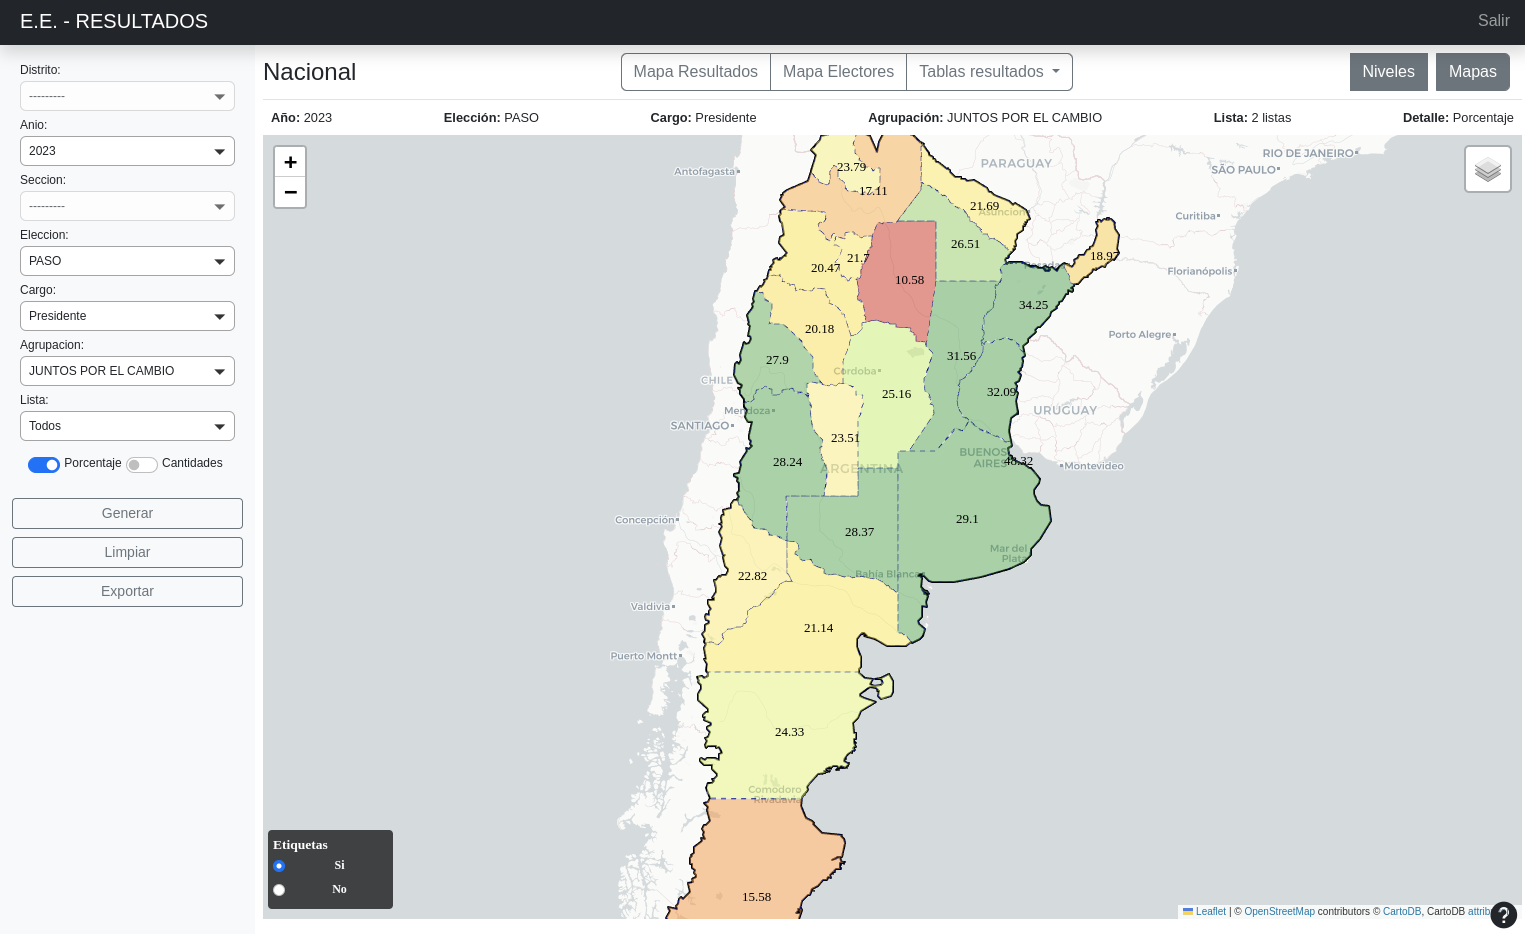 E.E. - RESULTADOS
Salir
Distrito:
---------
Anio:
2023
Seccion:
---------
Eleccion:
PASO
Cargo:
Presidente
Agrupacion:
JUNTOS POR EL CAMBIO
Lista:
Todos
Porcentaje Cantidades
Generar
Limpiar
Exportar
Nacional
Mapa Resultados Mapa Electores Tablas resultados
Niveles Mapas
Año: 2023 Elección: PASO Cargo: Presidente Agrupación: JUNTOS POR EL CAMBIO Lista: 2 listas Detalle: Porcentaje
+
−
RIO DE JANEIRO
PARAGUAY
23.79
Antofagasta
SÃO PAULO
17.11
21.69
Asuncion
Curitiba
26.51
18.97
21.7
20.47
Florianópolis
10.58
34.25
20.18
Porto Alegre
31.56
27.9
Cordoba
CHILE
32.09
25.16
Mendoza
URUGUAY
SANTIAGO
23.51
BUENOS
AIRES
48.32
28.24
Montevideo
ARGENTINA
Concepción
29.1
28.37
Mar del
Plata
Bahía Blanca
22.82
Valdivia
21.14
Puerto Montt
24.33
Comodoro
Rivadavia
Etiquetas
Si
No
15.58
Leaflet | © OpenStreetMap contributors © CartoDB, CartoDB
?